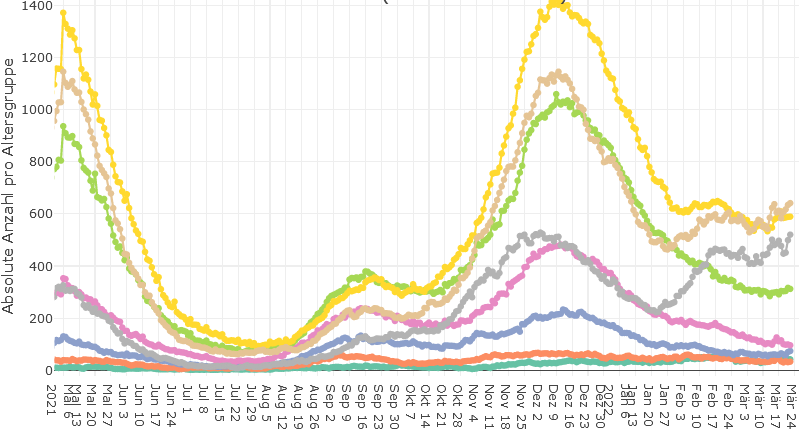 1400
1200
1000
800
600
400
200
0
Absolute Anzahl pro Altersgruppe
2021
Mai 6
Mai 13
Mai 20
Mai 27
Jun 3
Jun 10
Jun 17
Jun 24
Jul 1
Jul 8
Jul 15
Jul 22
Jul 29
Aug 5
Aug 12
Aug 19
Aug 26
Sep 2
Sep 9
Sep 16
Sep 23
Sep 30
Okt 7
Okt 14
Okt 21
Okt 28
Nov 4
Nov 11
Nov 18
Nov 25
Dez 2
Dez 9
Dez 16
Dez 23
Dez 30
2022
Jan 6
Jan 13
Jan 20
Jan 27
Feb 3
Feb 10
Feb 17
Feb 24
Mär 3
Mär 10
Mär 17
Mär 24